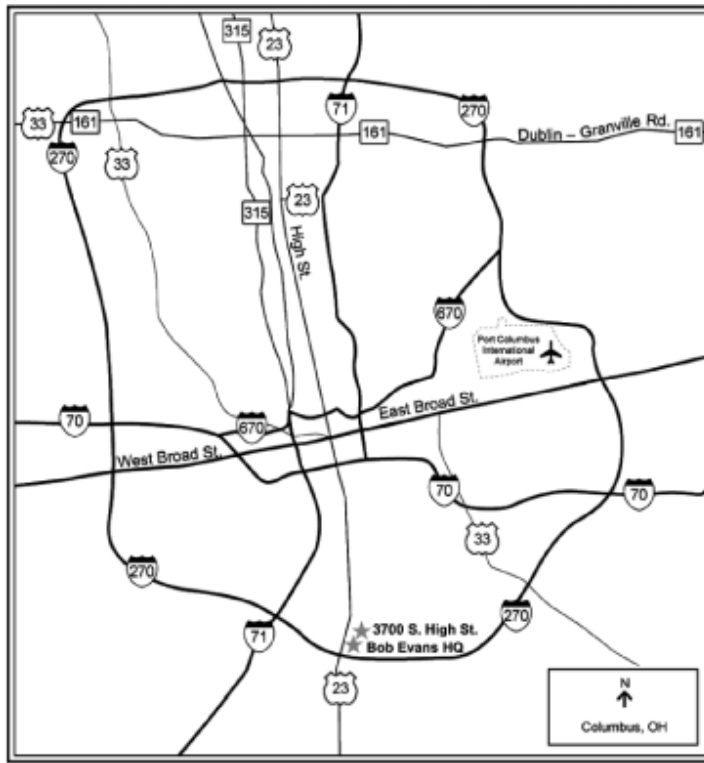 315
23
33
161
270
71
270
161
Dublin – Granville Rd.
161
33
315
23
High St.
670
Port Columbus
International
Airport
70
670
East Broad St.
West Broad St.
70
70
33
270
270
71
3700 S. High St.
Bob Evans HQ
23
N
Columbus, OH